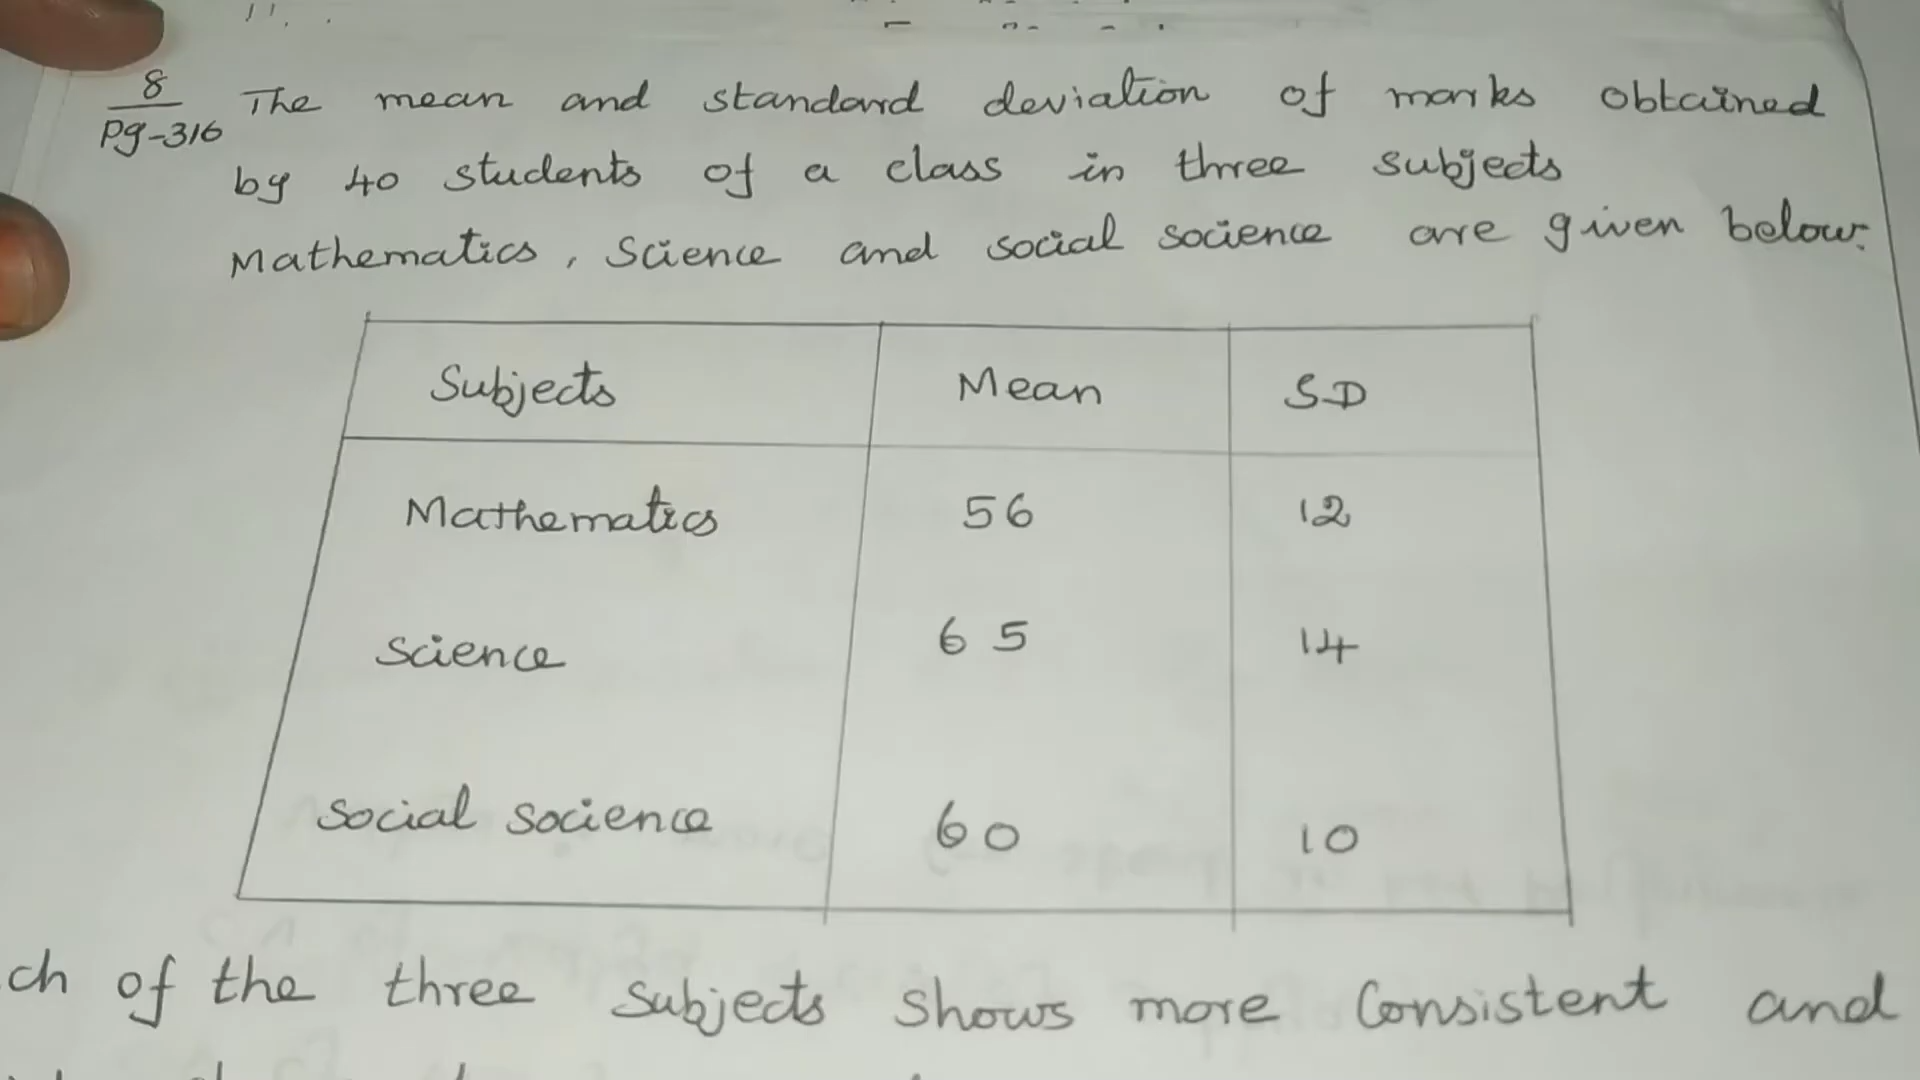 8
Pg-316
The mean and standard deviation of marks obtained
by 40 students of a class in three subjects
Mathematics, Science and social socience are given below:
Subjects Mean SD
Mathematics 56 12
Science 65 14
Social socience 60 10
ch of the three subjects shows more Consistent and